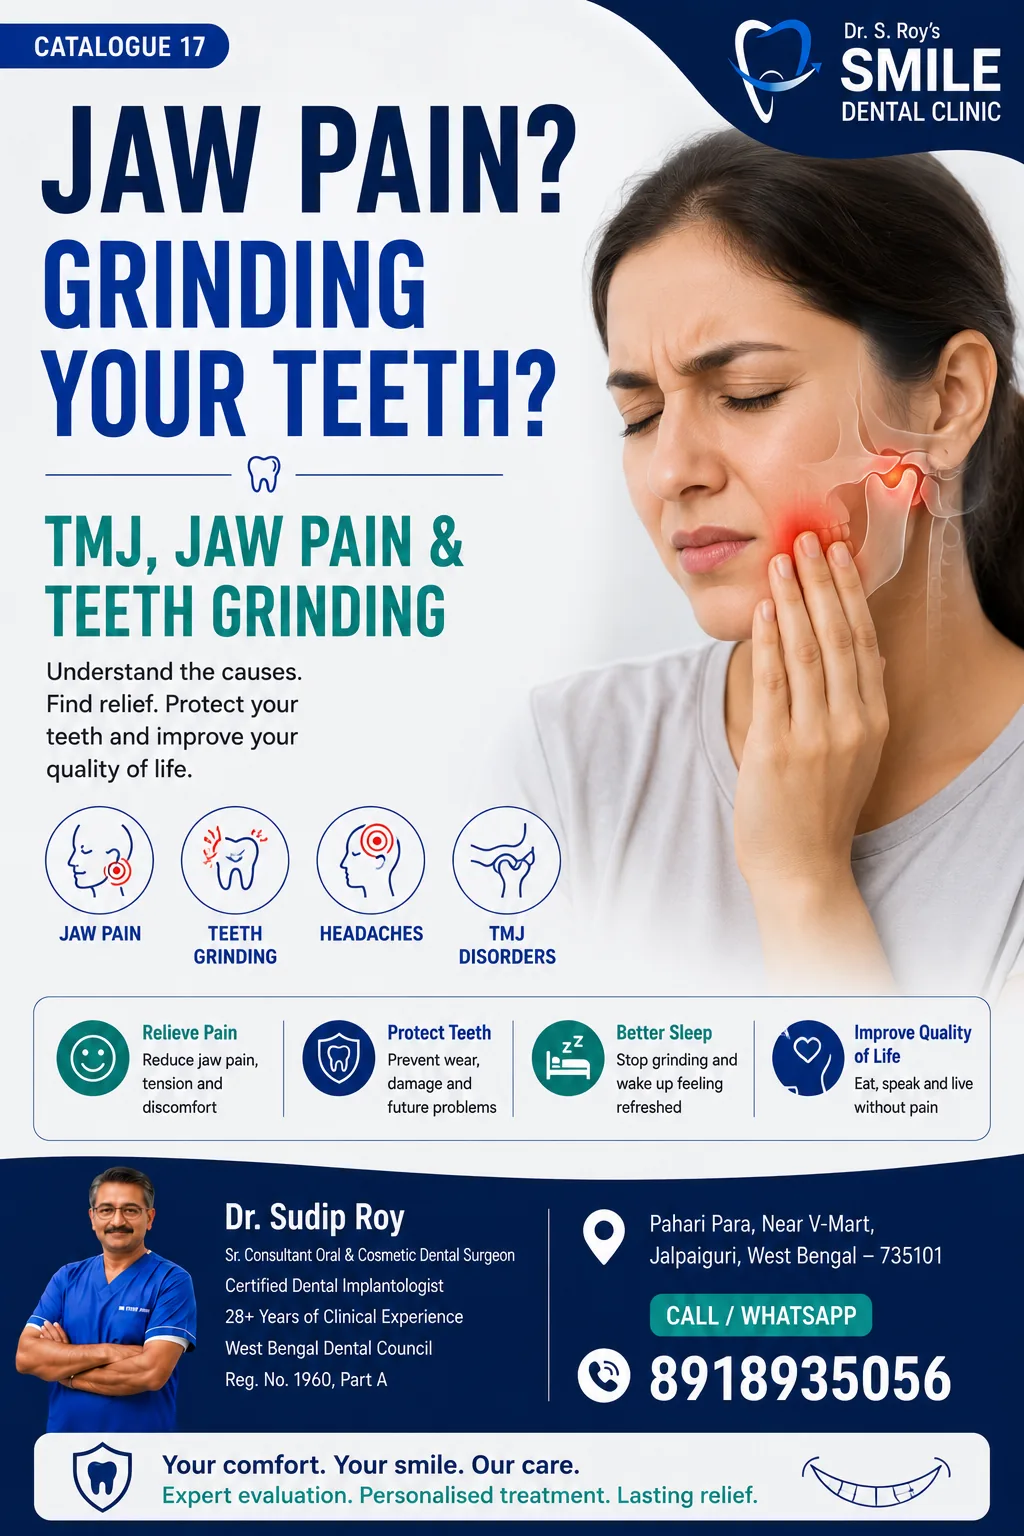 CATALOGUE 17
Dr. S. Roy's
SMILE
DENTAL CLINIC
JAW PAIN?
GRINDING
YOUR TEETH?
TMJ, JAW PAIN &
TEETH GRINDING
Understand the causes.
Find relief. Protect your
teeth and improve your
quality of life.
JAW PAIN
TEETH
GRINDING
HEADACHES
TMJ
DISORDERS
Relieve Pain
Reduce jaw pain,
tension and
discomfort
Protect Teeth
Prevent wear,
damage and
future problems
Better Sleep
Stop grinding and
wake up feeling
refreshed
Improve Quality
of Life
Eat, speak and live
without pain
Dr. Sudip Roy
Sr. Consultant Oral & Cosmetic Dental Surgeon
Certified Dental Implantologist
28+ Years of Clinical Experience
West Bengal Dental Council
Reg. No. 1960, Part A
Pahari Para, Near V-Mart,
Jalpaiguri, West Bengal – 735101
CALL / WHATSAPP
8918935056
Your comfort. Your smile. Our care.
Expert evaluation. Personalised treatment. Lasting relief.